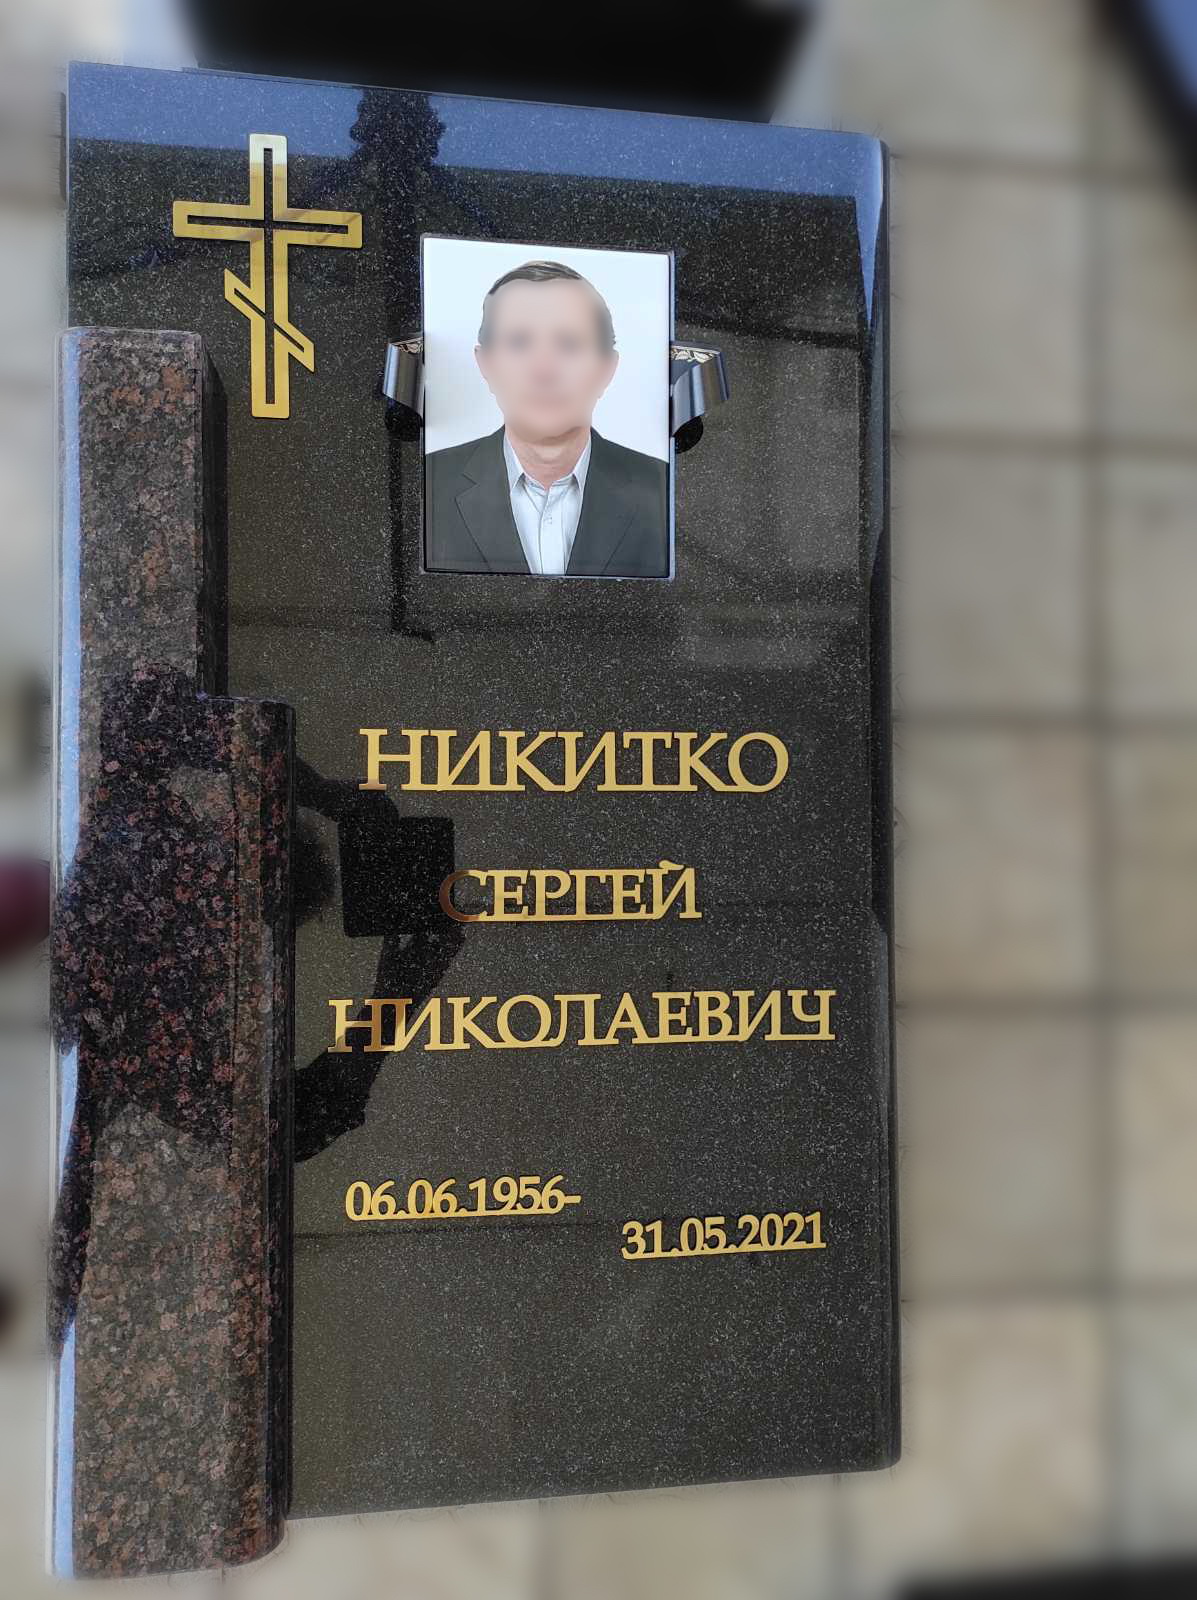 НИКИТКО
СЕРГЕЙ
НИКОЛАЕВИЧ
06.06.1956-
31.05.2021